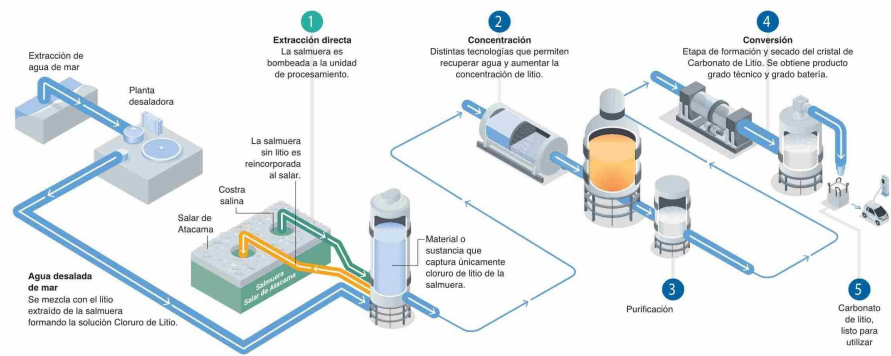 Extracción de
agua de mar
Planta
desaladora
1
Extracción directa
La salmuera es
bombeada a la unidad
de procesamiento.
La salmuera
sin litio es
reincorporada
al salar.
Costra
salina
Salar de
Atacama
Salmuera
Salar de Atacama
Agua desalada
de mar
Se mezcla con el litio
extraído de la salmuera
formando la solución Cloruro de Litio.
Material o
sustancia que
captura únicamente
cloruro de litio de la
salmuera.
2
Concentración
Distintas tecnologías que permiten
recuperar agua y aumentar la
concentración de litio.
3
Purificación
4
Conversión
Etapa de formación y secado del cristal de
Carbonato de Litio. Se obtiene producto
grado técnico y grado batería.
5
Carbonato
de litio,
listo para
utilizar